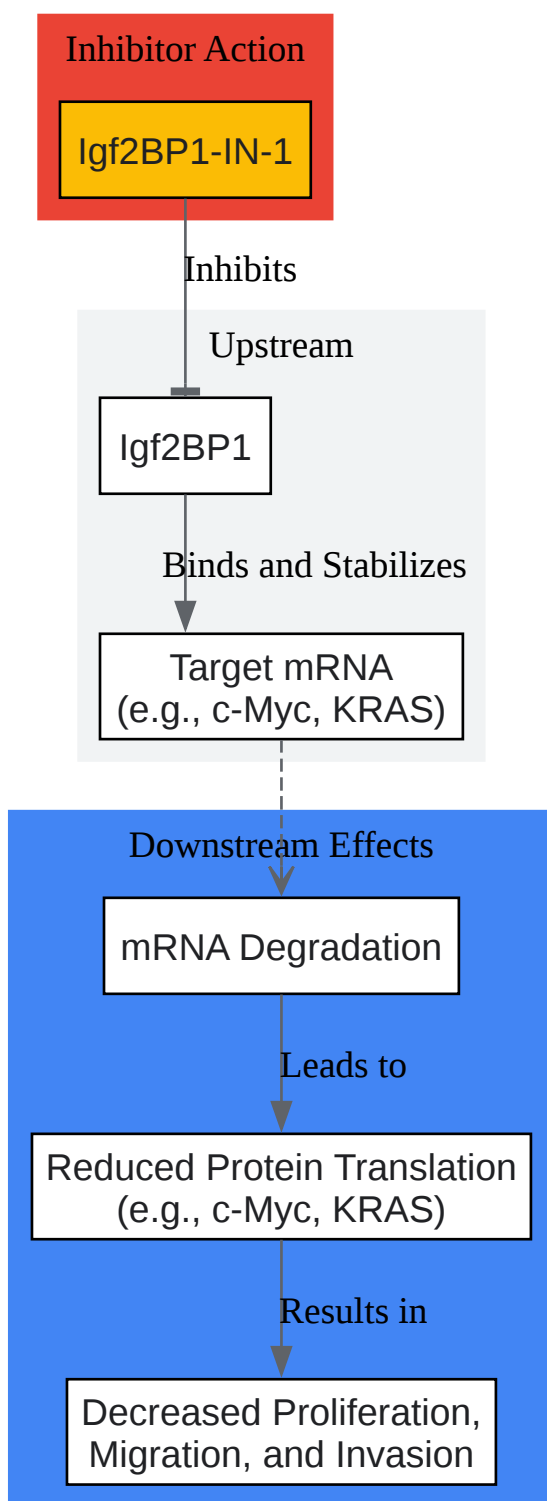 Inhibitor Action
Igf2BP1-IN-1
Inhibits
Upstream
Igf2BP1
Binds and Stabilizes
Target mRNA
(e.g., c-Myc, KRAS)
Downstream Effects
mRNA Degradation
Leads to
Reduced Protein Translation
(e.g., c-Myc, KRAS)
Results in
Decreased Proliferation,
Migration, and Invasion